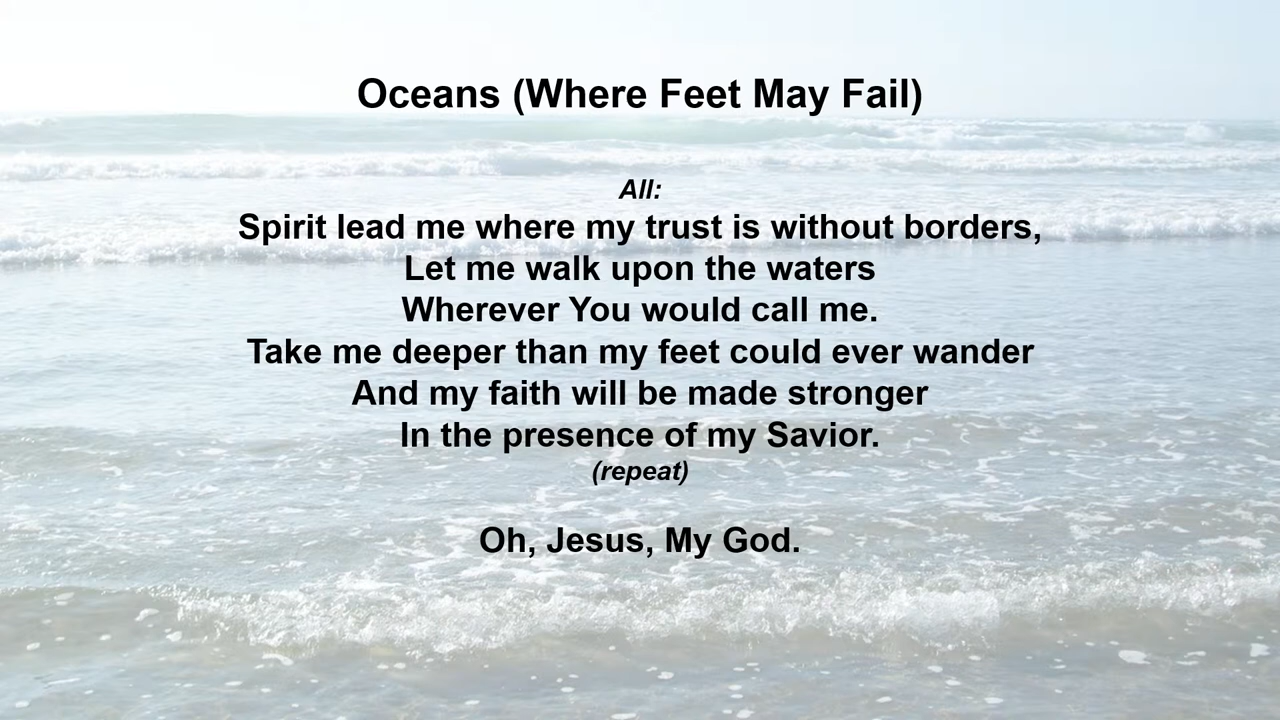 Oceans (Where Feet May Fail)
All:
Spirit lead me where my trust is without borders,
Let me walk upon the waters
Wherever You would call me.
Take me deeper than my feet could ever wander
And my faith will be made stronger
In the presence of my Savior.
(repeat)
Oh, Jesus, My God.